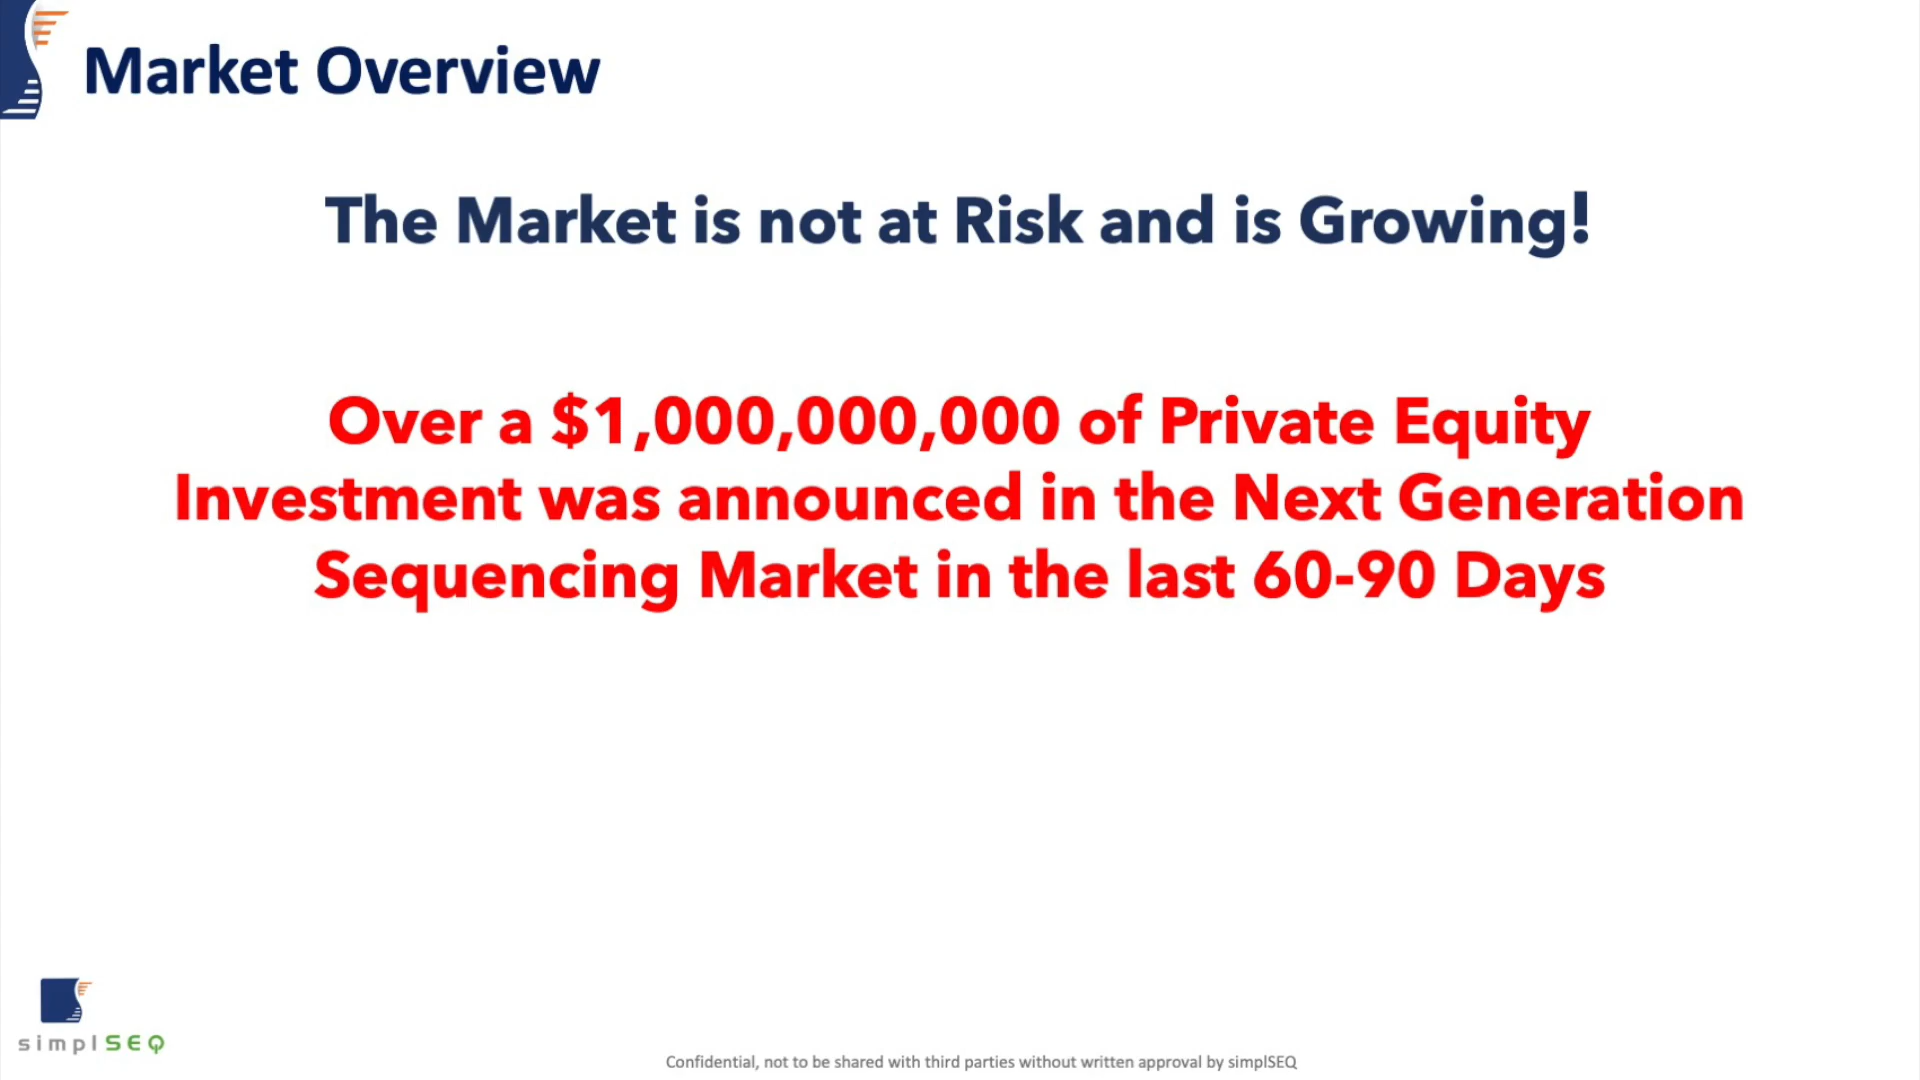 Market Overview
The Market is not at Risk and is Growing!
Over a $1,000,000,000 of Private Equity
Investment was announced in the Next Generation
Sequencing Market in the last 60-90 Days
simplSEQ
Confidential, not to be shared with third parties without written approval by simplSEQ